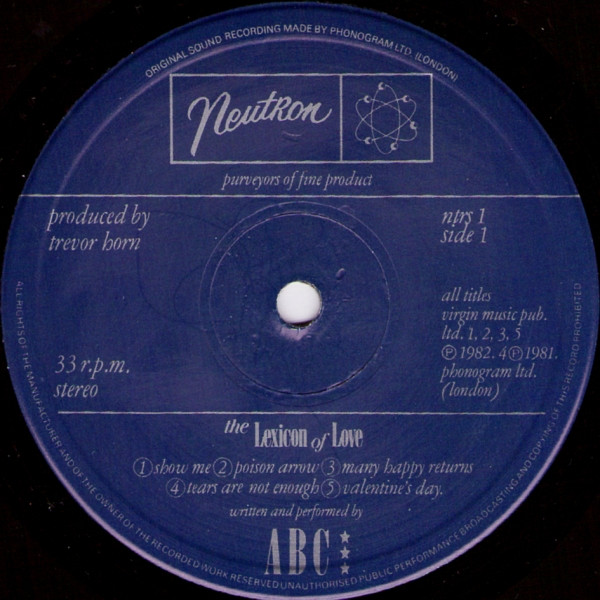 ORIGINAL SOUND RECORDING MADE BY PHONOGRAM LTD. (LONDON)
Neutron
purveyors of fine product
produced by
trevor horn
ntrs 1
side 1
all titles
virgin music pub.
ltd. 1, 2, 3, 5
Ⓟ 1982. 4 Ⓟ 1981.
phonogram ltd.
(london)
33 r.p.m.
stereo
the Lexicon of Love
① show me ② poison arrow ③ many happy returns
④ tears are not enough ⑤ valentine's day.
written and performed by
ABC
ALL RIGHTS OF THE MANUFACTURER AND OF THE OWNER OF THE RECORDED WORK RESERVED UNAUTHORISED PUBLIC PERFORMANCE BROADCASTING AND COPYING OF THIS RECORD PROHIBITED